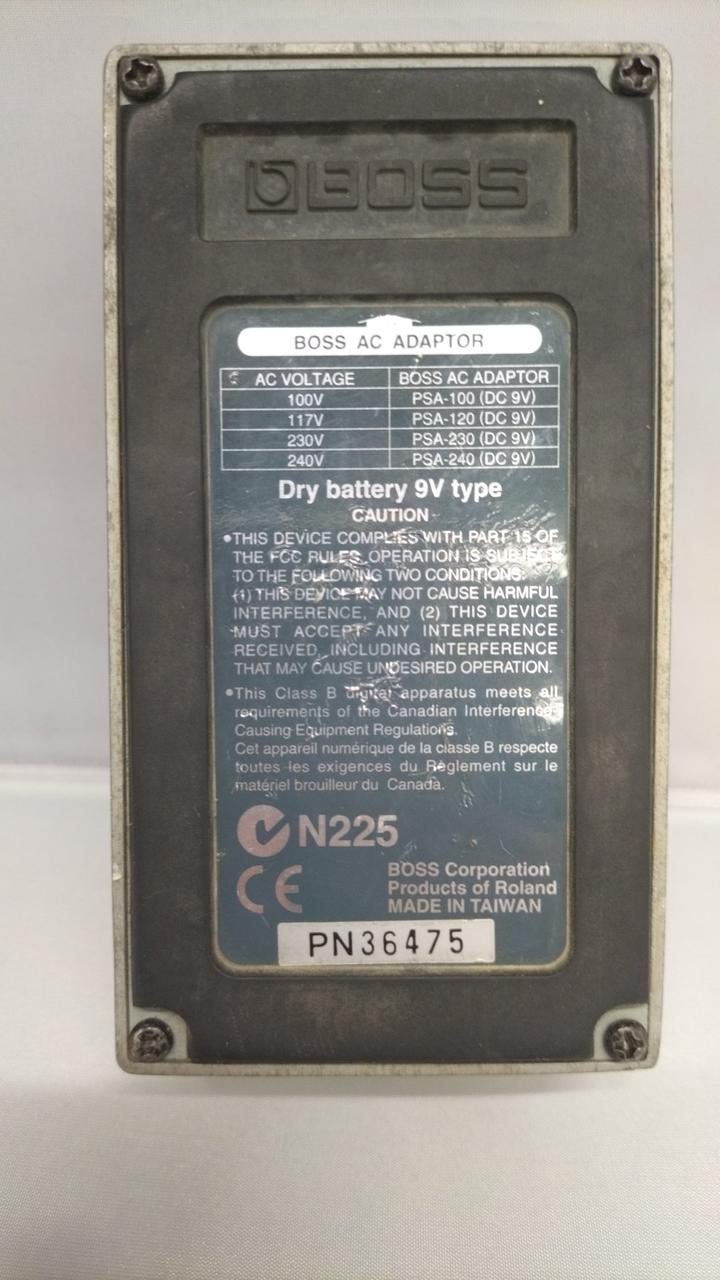 BOSS
BOSS AC ADAPTOR
AC VOLTAGE BOSS AC ADAPTOR
100V PSA-100 (DC 9V)
117V PSA-120 (DC 9V)
230V PSA-230 (DC 9V)
240V PSA-240 (DC 9V)
Dry battery 9V type
CAUTION
•THIS DEVICE COMPLIES WITH PART 15 OF
THE FCC RULES. OPERATION IS SUBJECT
TO THE FOLLOWING TWO CONDITIONS:
(1) THIS DEVICE MAY NOT CAUSE HARMFUL
INTERFERENCE, AND (2) THIS DEVICE
MUST ACCEPT ANY INTERFERENCE
RECEIVED, INCLUDING INTERFERENCE
THAT MAY CAUSE UNDESIRED OPERATION.
•This Class B digital apparatus meets all
requirements of the Canadian Interference-
Causing Equipment Regulations.
Cet appareil numérique de la classe B respecte
toutes les exigences du Règlement sur le
matériel brouilleur du Canada.
N225
CE
BOSS Corporation
Products of Roland
MADE IN TAIWAN
PN36475